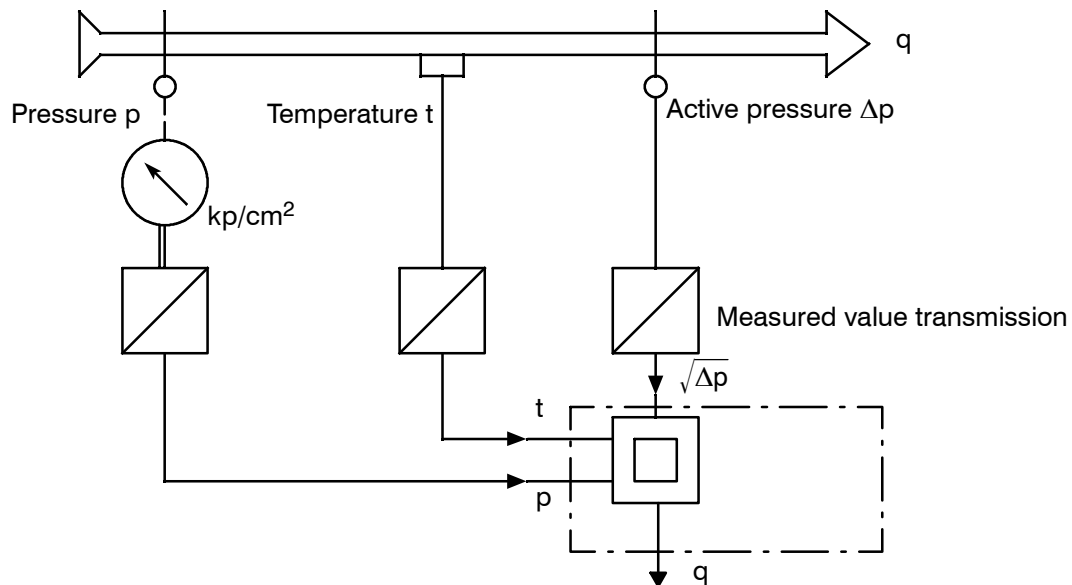 q
Pressure p
Temperature t
Active pressure Δp
kp/cm²
Measured value transmission
√Δp
t
p
q